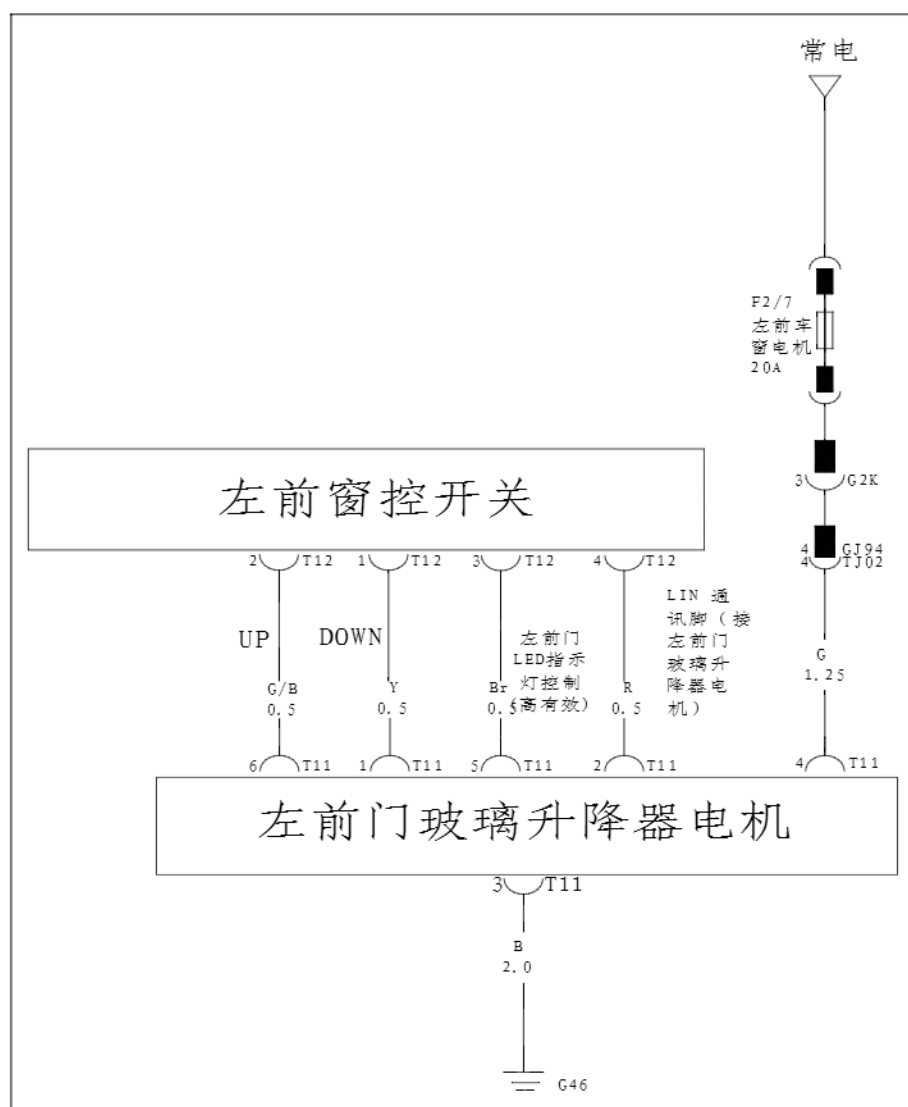 常电
F2/7
左前车
窗电机
20A
3 G2K
4 GJ94
4 TJ02
左前窗控开关
2 T12 1 T12 3 T12 4 T12
UP
DOWN
左前门
LED指示
灯控制
(高有效)
LIN 通
讯脚（接
左前门
玻璃升
降器电
机）
G
1.25
G/B
0.5
Y
0.5
Br
0.5
R
0.5
6 T11 1 T11 5 T11 2 T11 4 T11
左前门玻璃升降器电机
3 T11
B
2.0
G46